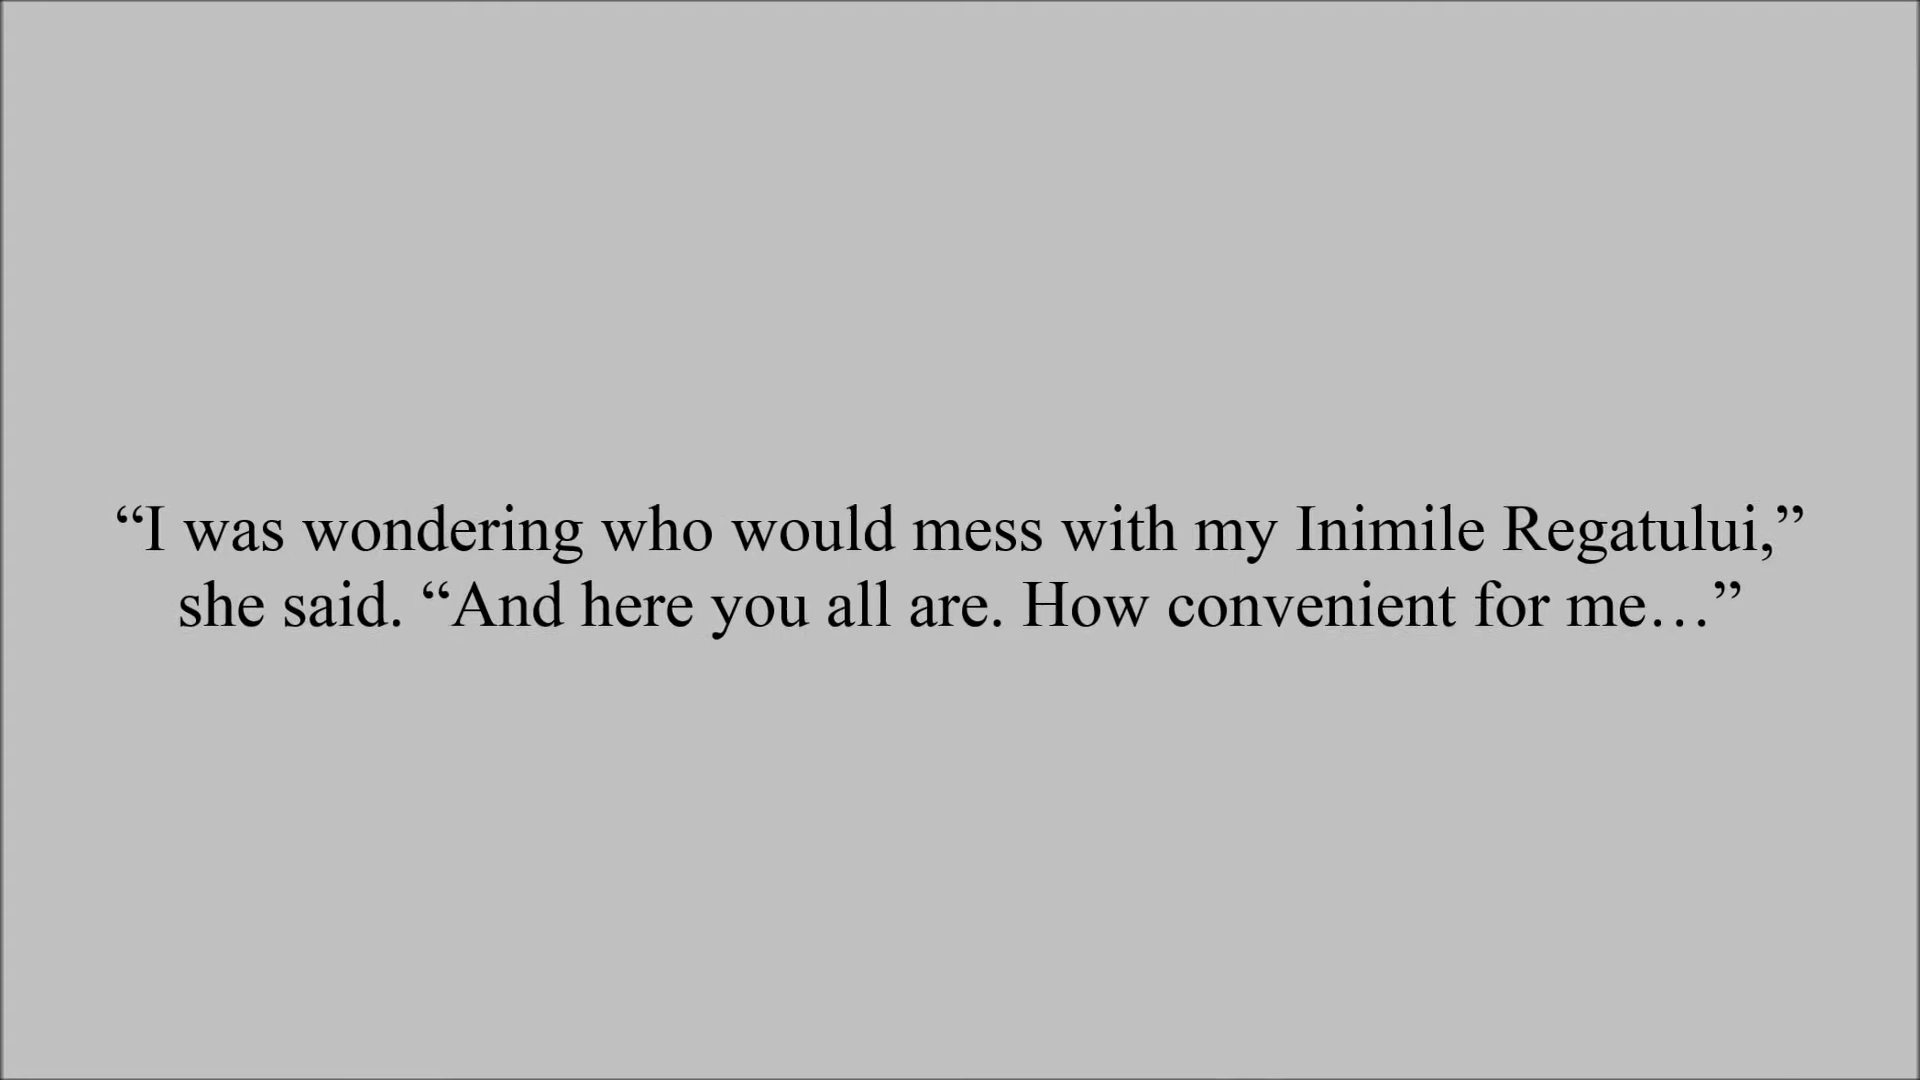 “I was wondering who would mess with my Inimile Regatului,”
she said. “And here you all are. How convenient for me…”